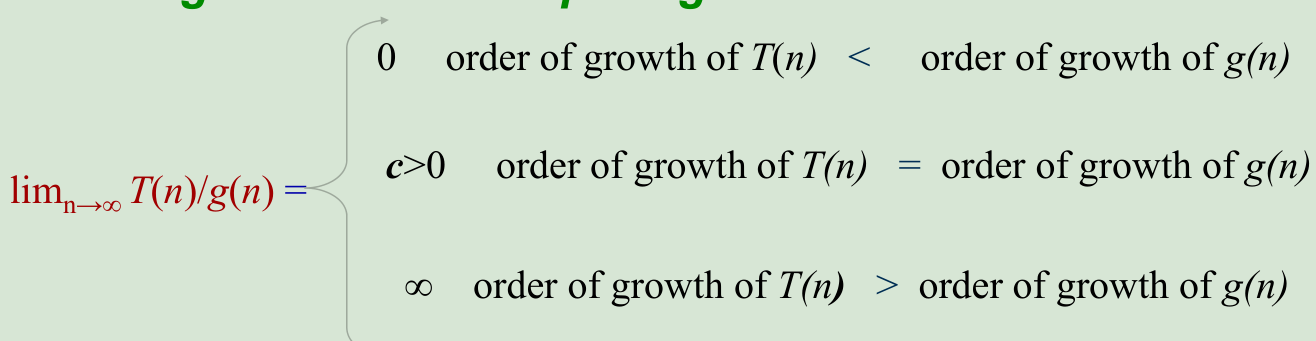 0 order of growth of T(n) < order of growth of g(n)
c>0 order of growth of T(n) = order of growth of g(n)
limₙ→∞ T(n)/g(n) =
∞ order of growth of T(n) > order of growth of g(n)